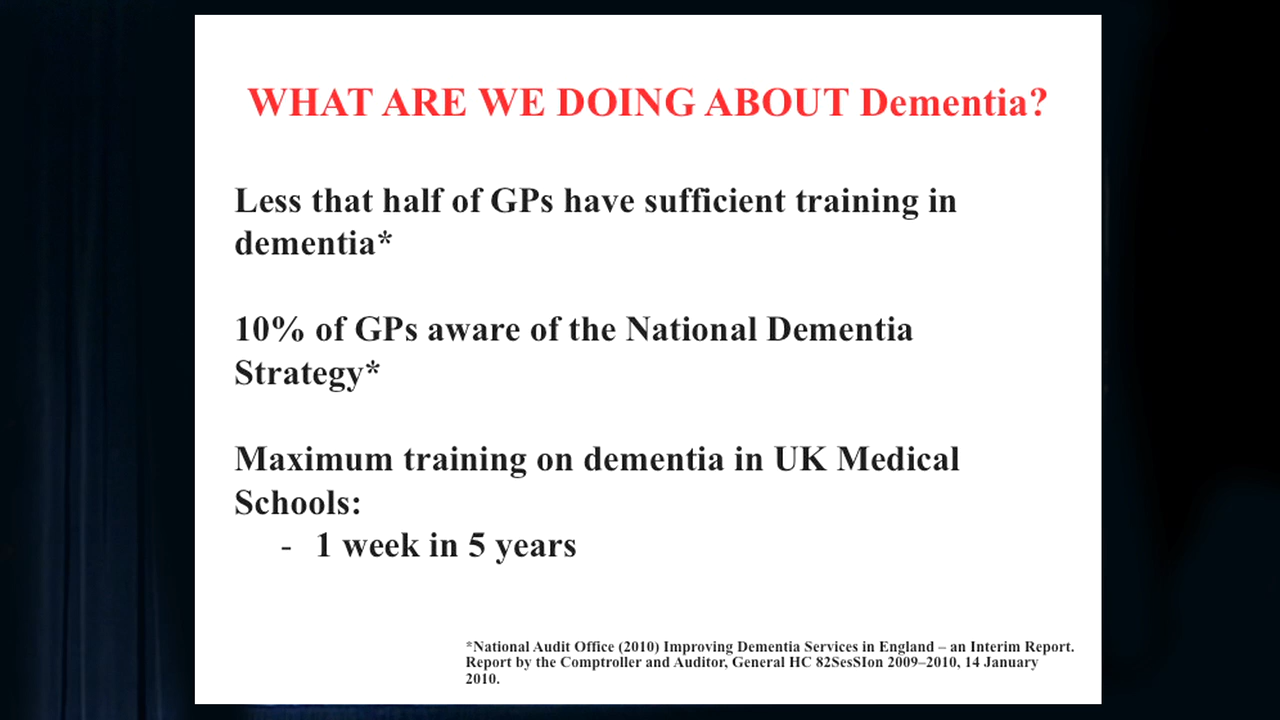 WHAT ARE WE DOING ABOUT Dementia?
Less that half of GPs have sufficient training in
dementia*
10% of GPs aware of the National Dementia
Strategy*
Maximum training on dementia in UK Medical
Schools:
- 1 week in 5 years
*National Audit Office (2010) Improving Dementia Services in England – an Interim Report.
Report by the Comptroller and Auditor, General HC 82SesSIon 2009–2010, 14 January
2010.